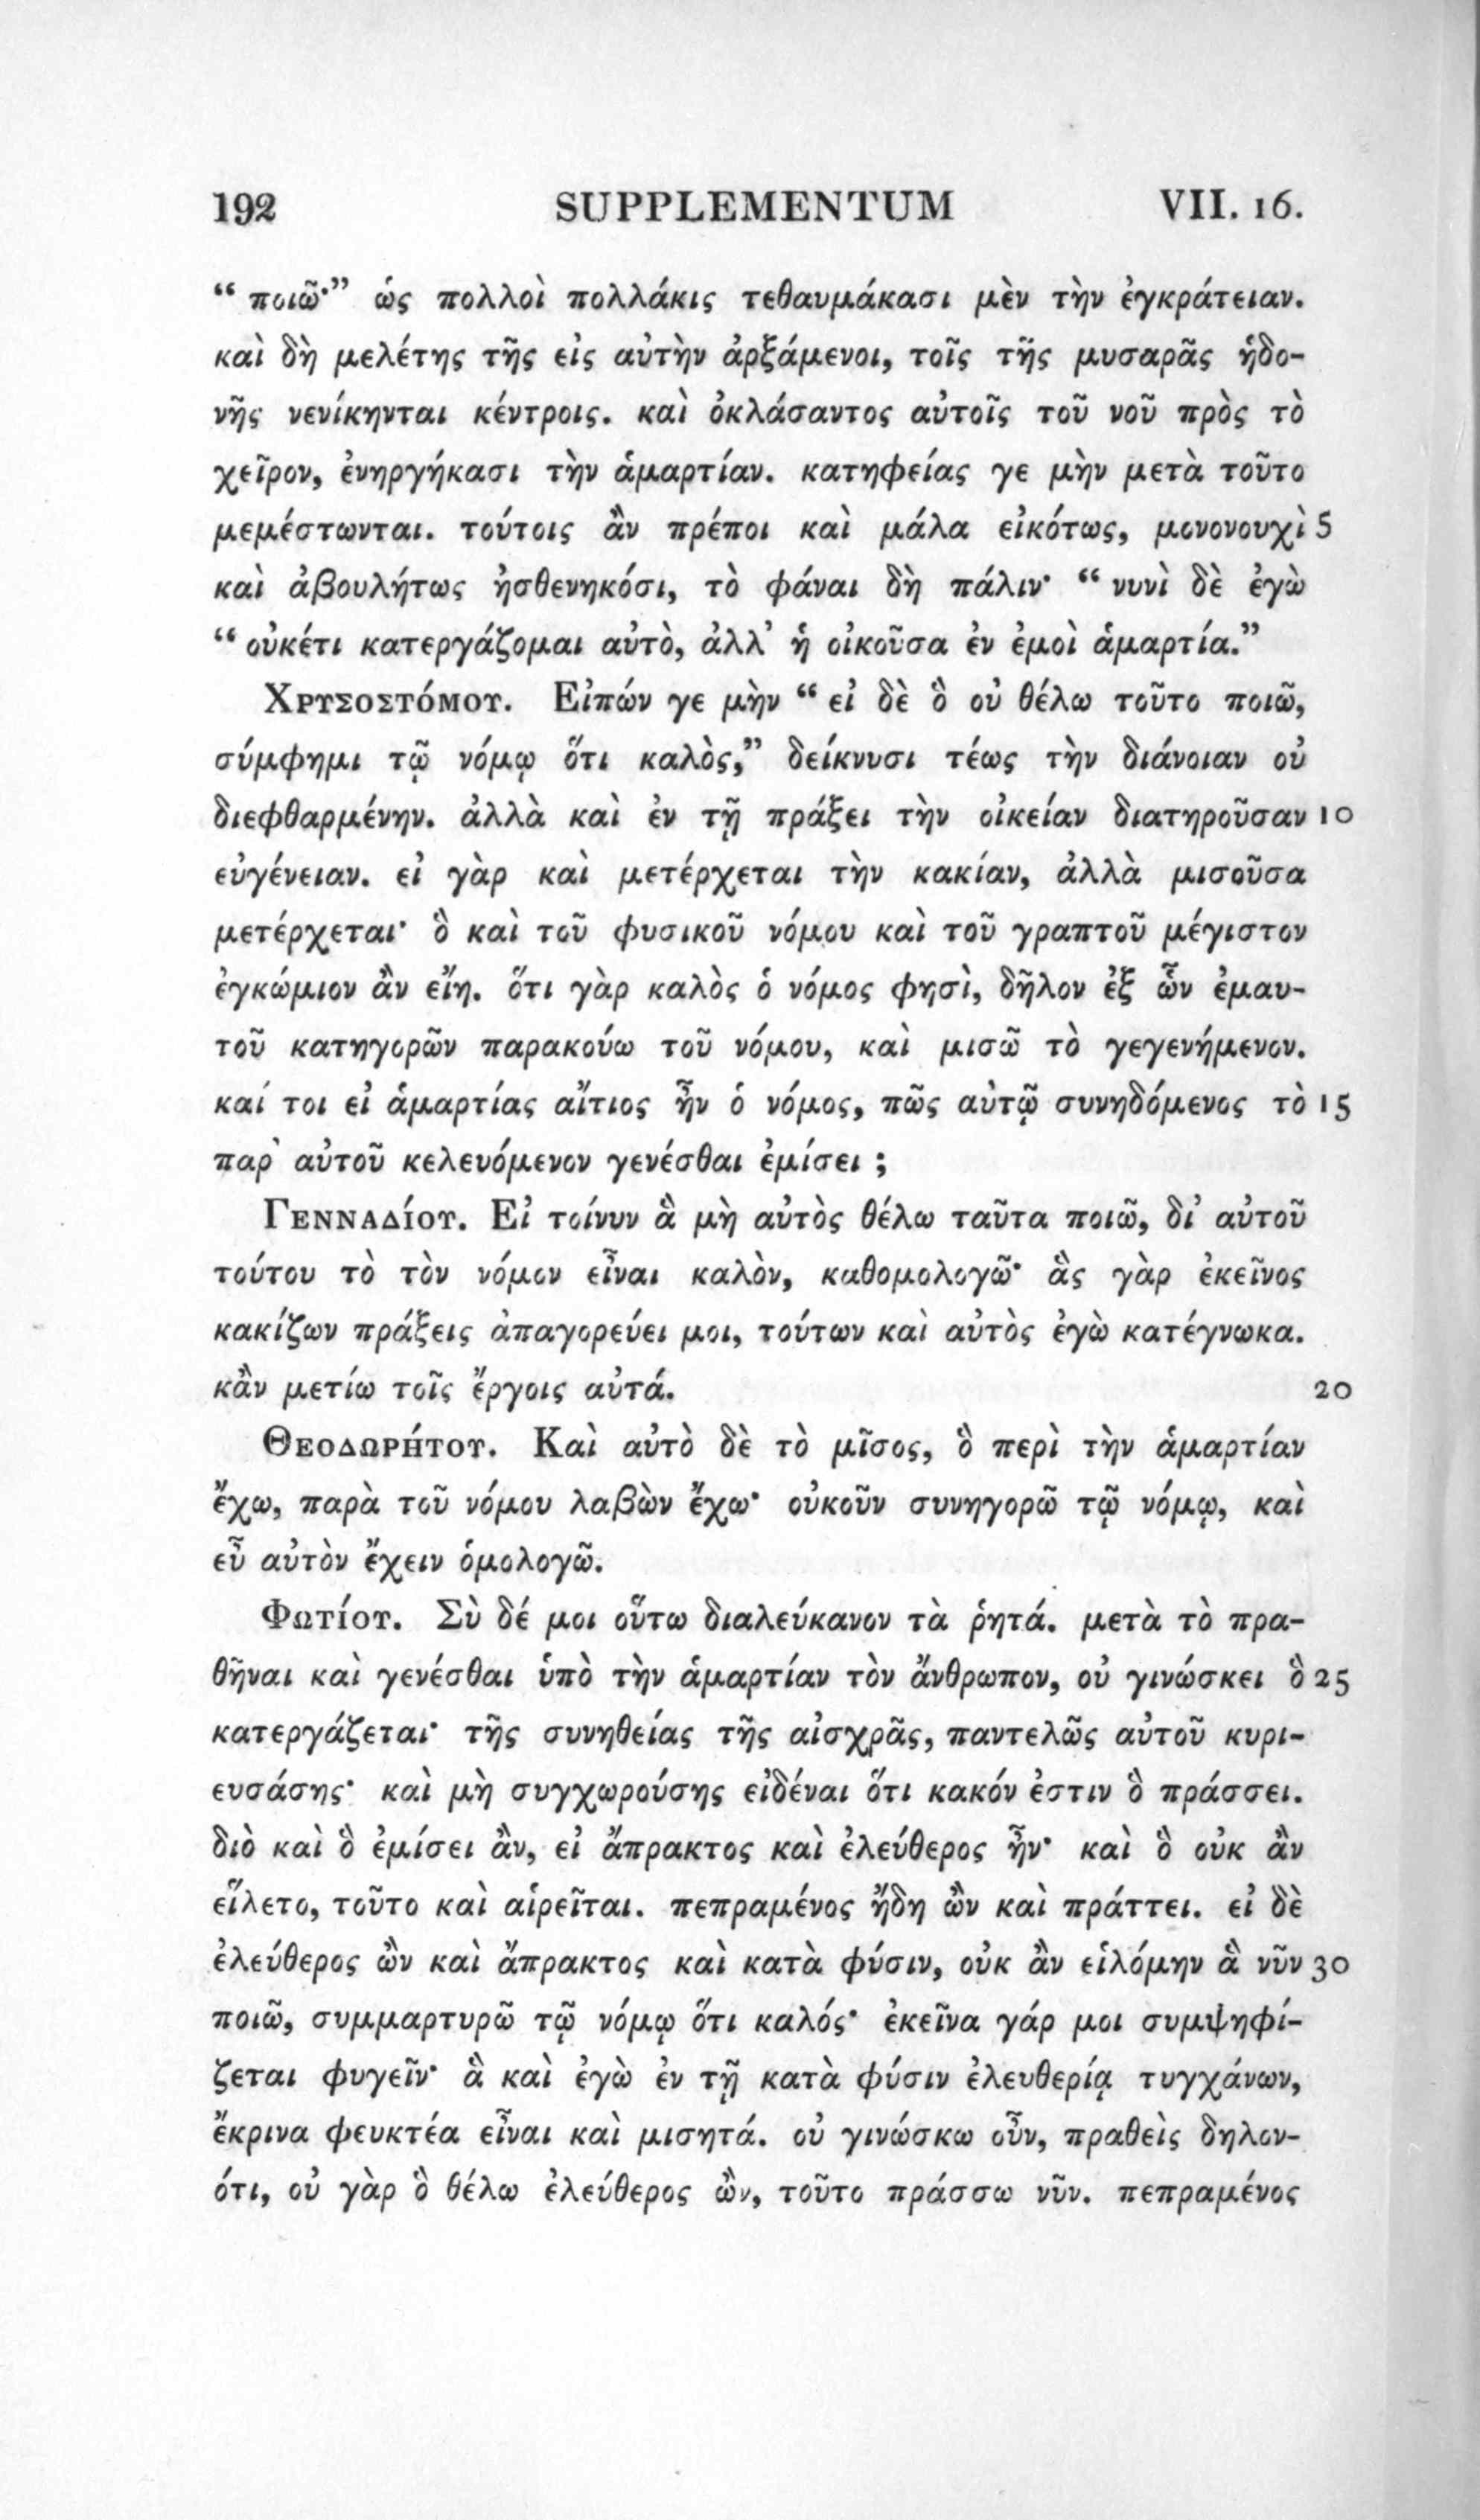 192 SUPPLEMENTUM VII. 16.
“ ποιῶ·” ὡς πολλοὶ πολλάκις τεθαυμάκασι μὲν τὴν ἐγκράτειαν.
καὶ δὴ μελέτης τῆς εἰς αὐτὴν ἀρξάμενοι, τοῖς τῆς μυσαρᾶς ἡδο-
νῆς νενίκηνται κέντροις. καὶ ὀκλάσαντος αὐτοῖς τοῦ νοῦ πρὸς τὸ
χεῖρον, ἐνηργήκασι τὴν ἁμαρτίαν. κατηφείας γε μὴν μετὰ τοῦτο
μεμέστωνται. τούτοις ἂν πρέποι καὶ μάλα εἰκότως, μονονουχὶ 5
καὶ ἀβουλήτως ἠσθενηκόσι, τὸ φάναι δὴ πάλιν· “ νυνὶ δὲ ἐγὼ
“ οὐκέτι κατεργάζομαι αὐτὸ, ἀλλ’ ἡ οἰκοῦσα ἐν ἐμοὶ ἁμαρτία.”
ΧΡΥΣΟΣΤόΜΟΥ. Εἰπών γε μὴν “ εἰ δὲ ὃ οὐ θέλω τοῦτο ποιῶ,
σύμφημι τῷ νόμῳ ὅτι καλὸς,” δείκνυσι τέως τὴν διάνοιαν οὐ
διεφθαρμένην. ἀλλὰ καὶ ἐν τῇ πράξει τὴν οἰκείαν διατηροῦσαν 10
εὐγένειαν. εἰ γὰρ καὶ μετέρχεται τὴν κακίαν, ἀλλὰ μισοῦσα
μετέρχεται· ὃ καὶ τοῦ φυσικοῦ νόμου καὶ τοῦ γραπτοῦ μέγιστον
ἐγκώμιον ἂν εἴη. ὅτι γὰρ καλὸς ὁ νόμος φησὶ, δῆλον ἐξ ὧν ἐμαυ-
τοῦ κατηγορῶν παρακούω τοῦ νόμου, καὶ μισῶ τὸ γεγενήμενον.
καί τοι εἰ ἁμαρτίας αἴτιος ἦν ὁ νόμος, πῶς αὐτῷ συνηδόμενος τὸ 15
παρ’ αὐτοῦ κελευόμενον γενέσθαι ἐμίσει ;
ΓΕΝΝΑΔίΟΥ. Εἰ τοίνυν ἃ μὴ αὐτὸς θέλω ταῦτα ποιῶ, δι’ αὐτοῦ
τούτου τὸ τὸν νόμον εἶναι καλὸν, καθομολογῶ· ἃς γὰρ ἐκεῖνος
κακίζων πράξεις ἀπαγορεύει μοι, τούτων καὶ αὐτὸς ἐγὼ κατέγνωκα.
κἂν μετίω τοῖς ἔργοις αὐτά. 20
ΘΕΟΔΩΡήΤΟΥ. Καὶ αὐτὸ δὲ τὸ μῖσος, ὃ περὶ τὴν ἁμαρτίαν
ἔχω, παρὰ τοῦ νόμου λαβὼν ἔχω· οὐκοῦν συνηγορῶ τῷ νόμῳ, καὶ
εὖ αὐτὸν ἔχειν ὁμολογῶ.
ΦΩΤίΟΥ. Σὺ δέ μοι οὕτω διαλεύκανον τὰ ῥητά. μετὰ τὸ πρα-
θῆναι καὶ γενέσθαι ὑπὸ τὴν ἁμαρτίαν τὸν ἄνθρωπον, οὐ γινώσκει ὃ 25
κατεργάζεται· τῆς συνηθείας τῆς αἰσχρᾶς, παντελῶς αὐτοῦ κυρι-
ευσάσης· καὶ μὴ συγχωρούσης εἰδέναι ὅτι κακόν ἐστιν ὃ πράσσει.
διὸ καὶ ὃ ἐμίσει ἂν, εἰ ἄπρακτος καὶ ἐλεύθερος ἦν· καὶ ὃ οὐκ ἂν
εἵλετο, τοῦτο καὶ αἱρεῖται. πεπραμένος ἤδη ὢν καὶ πράττει. εἰ δὲ
ἐλεύθερος ὢν καὶ ἄπρακτος καὶ κατὰ φύσιν, οὐκ ἂν εἱλόμην ἃ νῦν 30
ποιῶ, συμμαρτυρῶ τῷ νόμῳ ὅτι καλός· ἐκεῖνα γάρ μοι συμψηφί-
ζεται φυγεῖν· ἃ καὶ ἐγὼ ἐν τῇ κατὰ φύσιν ἐλευθερίᾳ τυγχάνων,
ἔκρινα φευκτέα εἶναι καὶ μισητά. οὐ γινώσκω οὖν, πραθεὶς δηλον-
ότι, οὐ γὰρ ὃ θέλω ἐλεύθερος ὢν, τοῦτο πράσσω νῦν. πεπραμένος